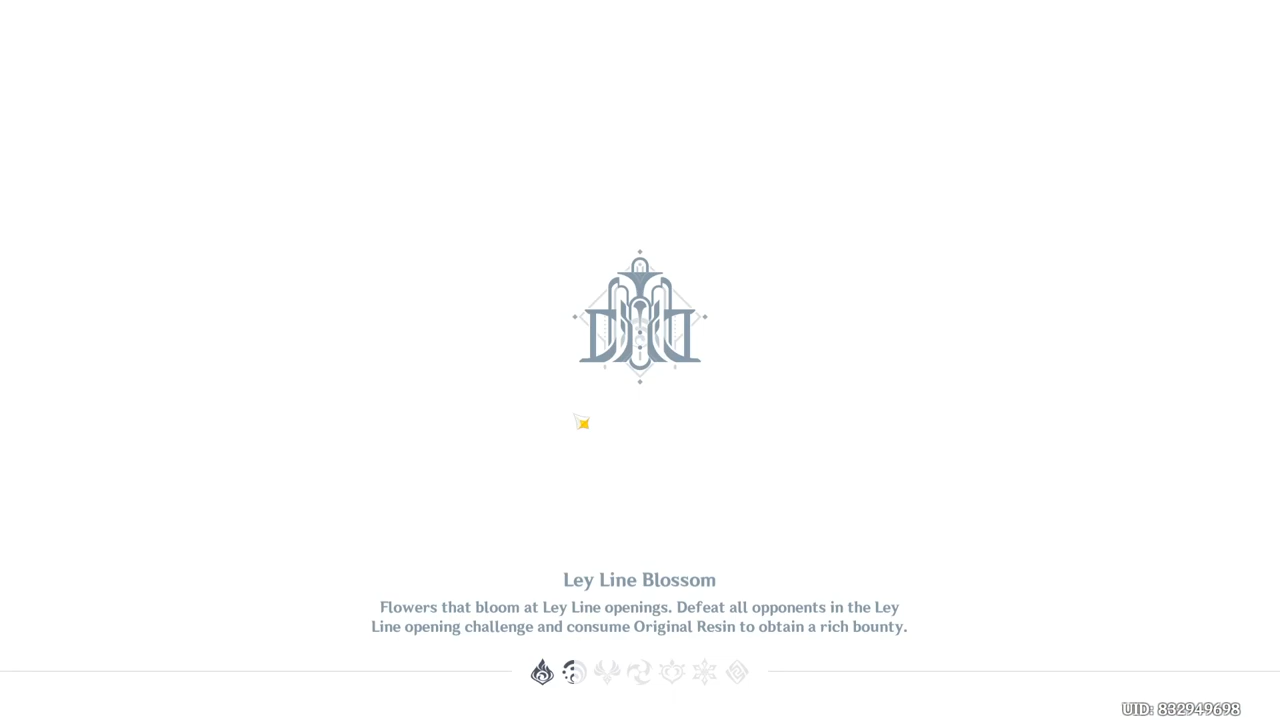 Ley Line Blossom
Flowers that bloom at Ley Line openings. Defeat all opponents in the Ley
Line opening challenge and consume Original Resin to obtain a rich bounty.
UID: 832949698